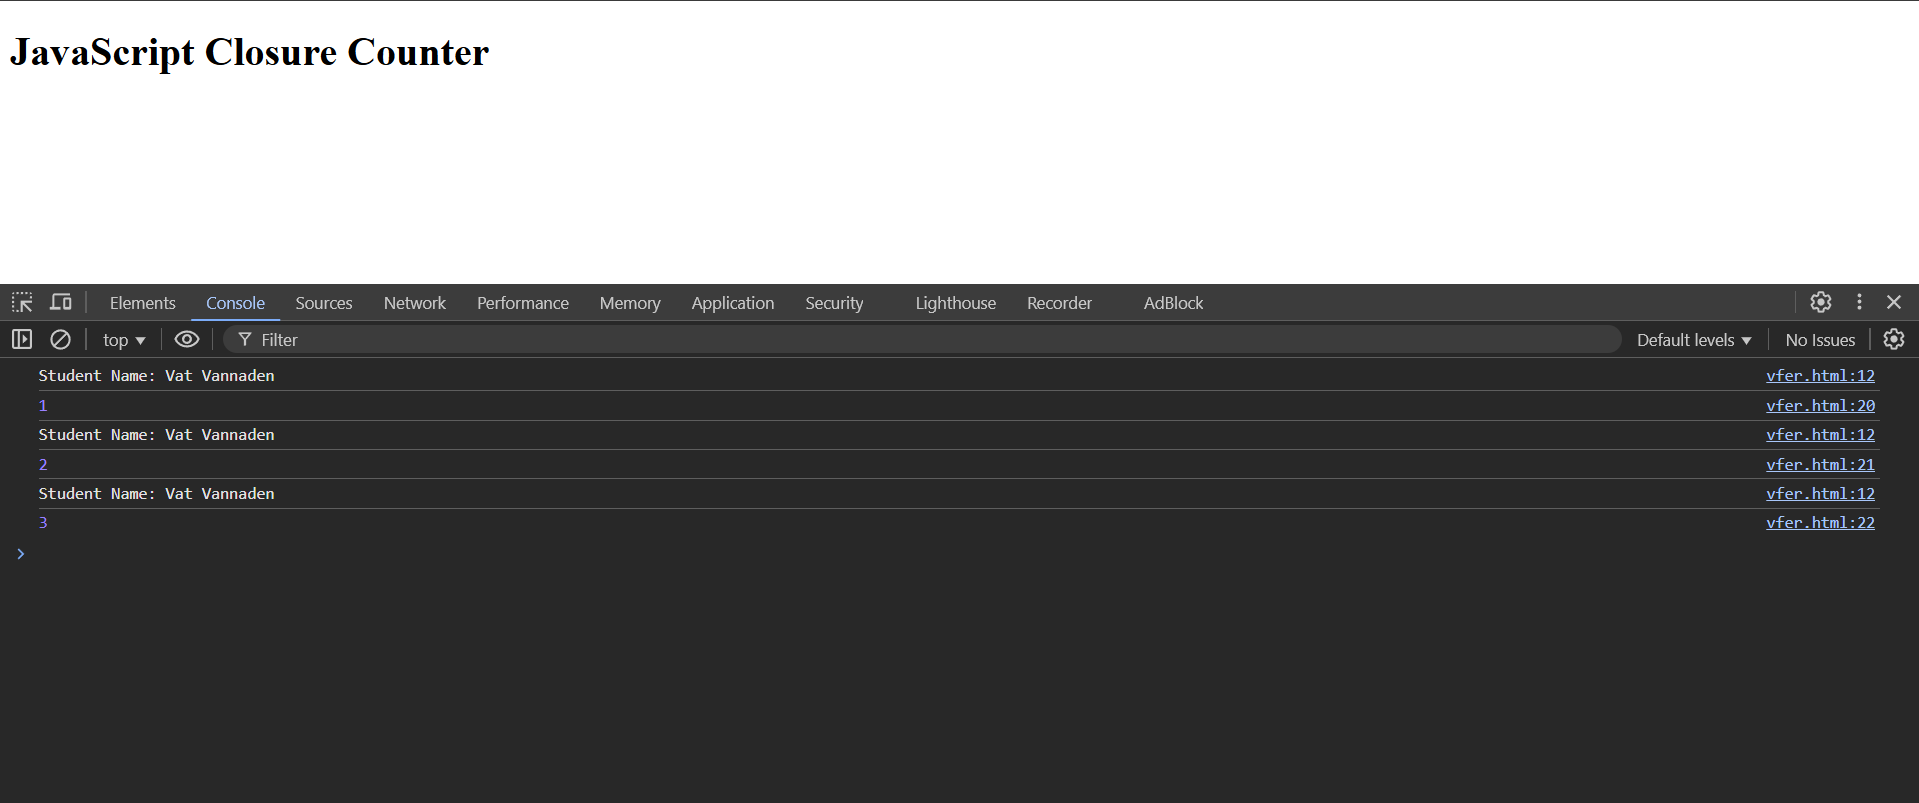 JavaScript Closure Counter
Elements Console Sources Network Performance Memory Application Security Lighthouse Recorder AdBlock
top Filter Default levels No Issues
Student Name: Vat Vannaden vfer.html:12
1 vfer.html:20
Student Name: Vat Vannaden vfer.html:12
2 vfer.html:21
Student Name: Vat Vannaden vfer.html:12
3 vfer.html:22